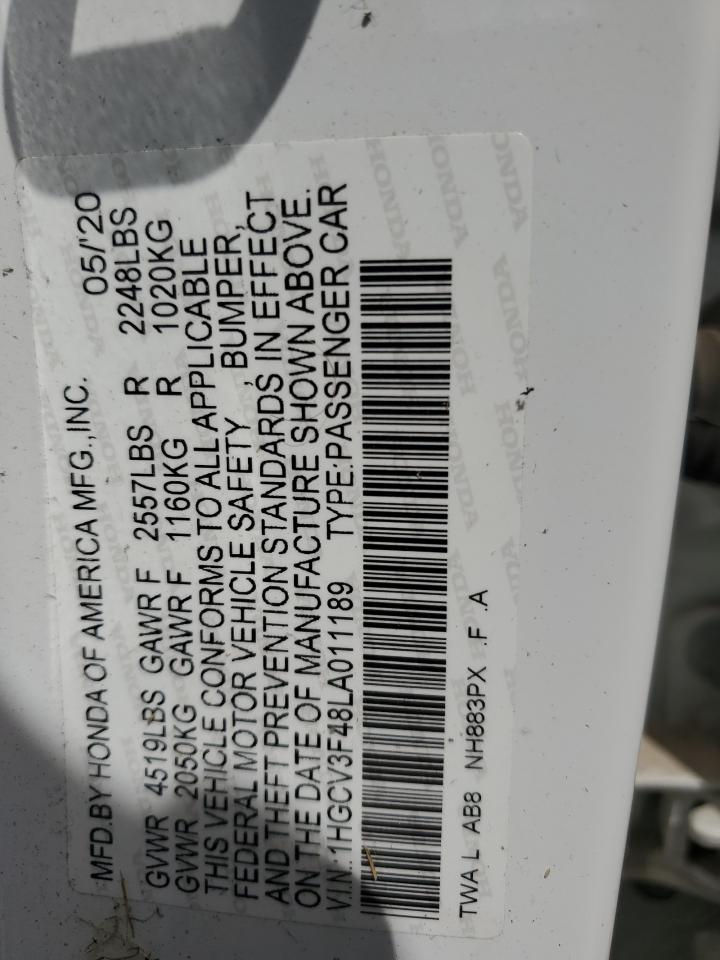 MFD.BY HONDA OF AMERICA MFG.,INC. 05/'20
GVWR 4519LBS GAWR F 2557LBS R 2248LBS
GVWR 2050KG GAWR F 1160KG R 1020KG
THIS VEHICLE CONFORMS TO ALL APPLICABLE
FEDERAL MOTOR VEHICLE SAFETY, BUMPER,
AND THEFT PREVENTION STANDARDS IN EFFECT
ON THE DATE OF MANUFACTURE SHOWN ABOVE.
V.I.N.:1HGCV3F48LA011189 TYPE:PASSENGER CAR
TWA L AB8 NH883PX .F .A